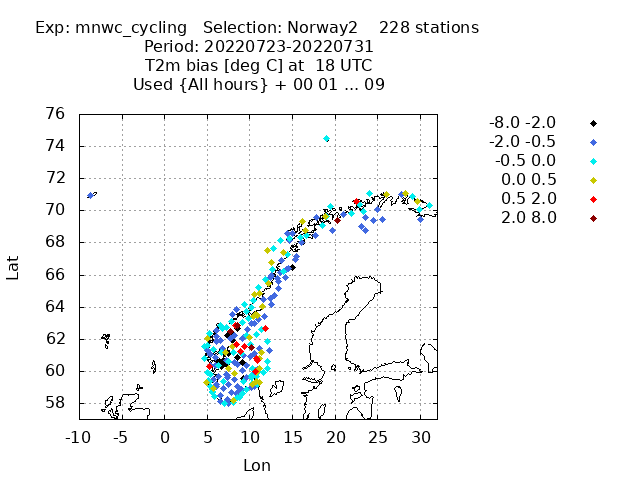 Exp: mnwc_cycling   Selection: Norway2    228 stations
Period: 20220723-20220731
T2m bias [deg C] at  18 UTC
Used {All hours} + 00 01 ... 09
-8.0 -2.0
-2.0 -0.5
-0.5 0.0
0.0 0.5
0.5 2.0
2.0 8.0
76
74
72
70
68
66
64
62
60
58
Lat
-10 -5 0 5 10 15 20 25 30
Lon